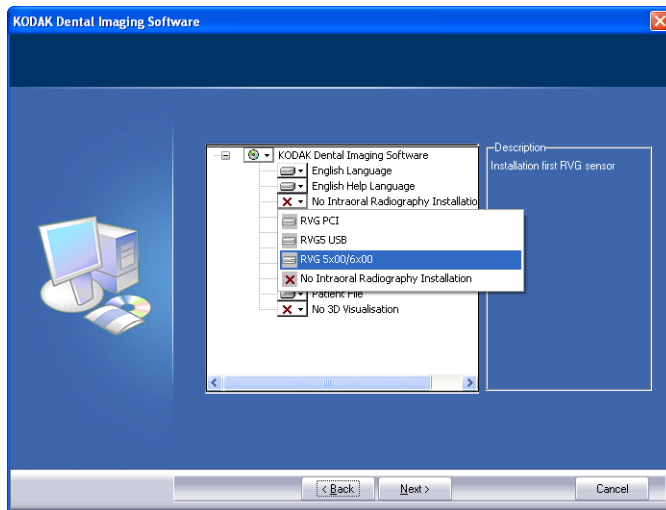 KODAK Dental Imaging Software
KODAK Dental Imaging Software
English Language
English Help Language
No Intraoral Radiography Installatio
RVG PCI
RVG5 USB
RVG 5x00/6x00
No Intraoral Radiography Installation
Patient File
No 3D Visualisation
Description
Installation first RVG sensor
< Back
Next >
Cancel